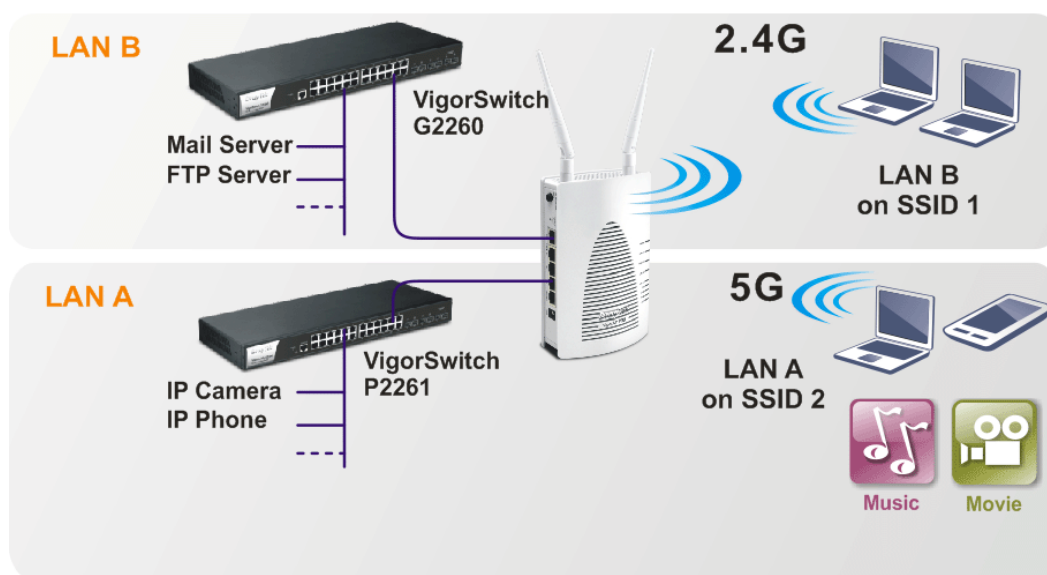 LAN B
VigorSwitch
G2260
Mail Server
FTP Server
2.4G
LAN B
on SSID 1
LAN A
VigorSwitch
P2261
IP Camera
IP Phone
5G
LAN A
on SSID 2
Music
Movie